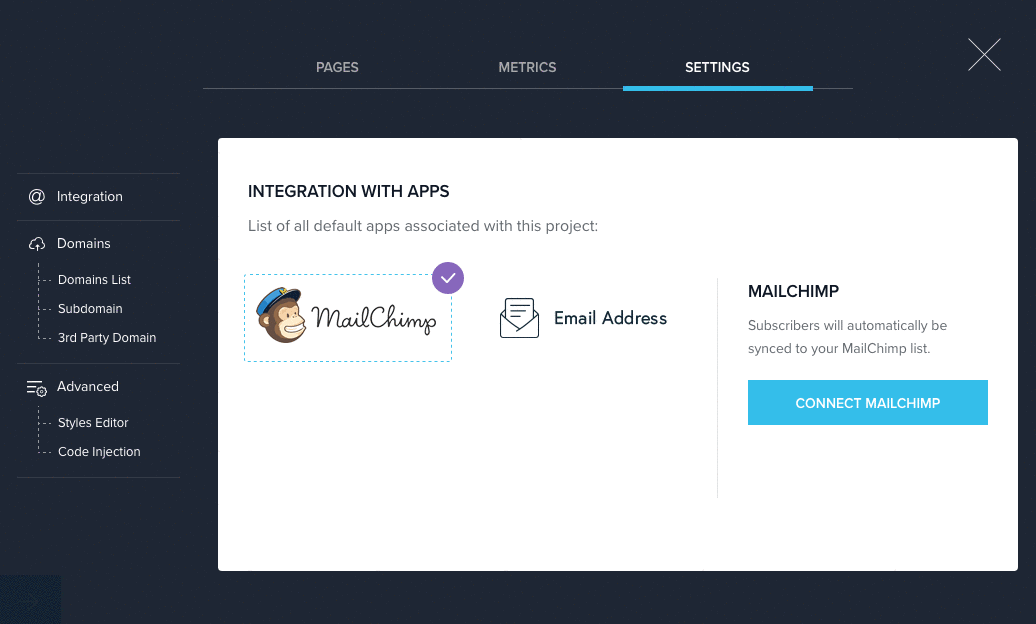 PAGES
METRICS
SETTINGS
@ Integration
Domains
Domains List
Subdomain
3rd Party Domain
Advanced
Styles Editor
Code Injection
INTEGRATION WITH APPS
List of all default apps associated with this project:
MailChimp
Email Address
MAILCHIMP
Subscribers will automatically be
synced to your MailChimp list.
CONNECT MAILCHIMP